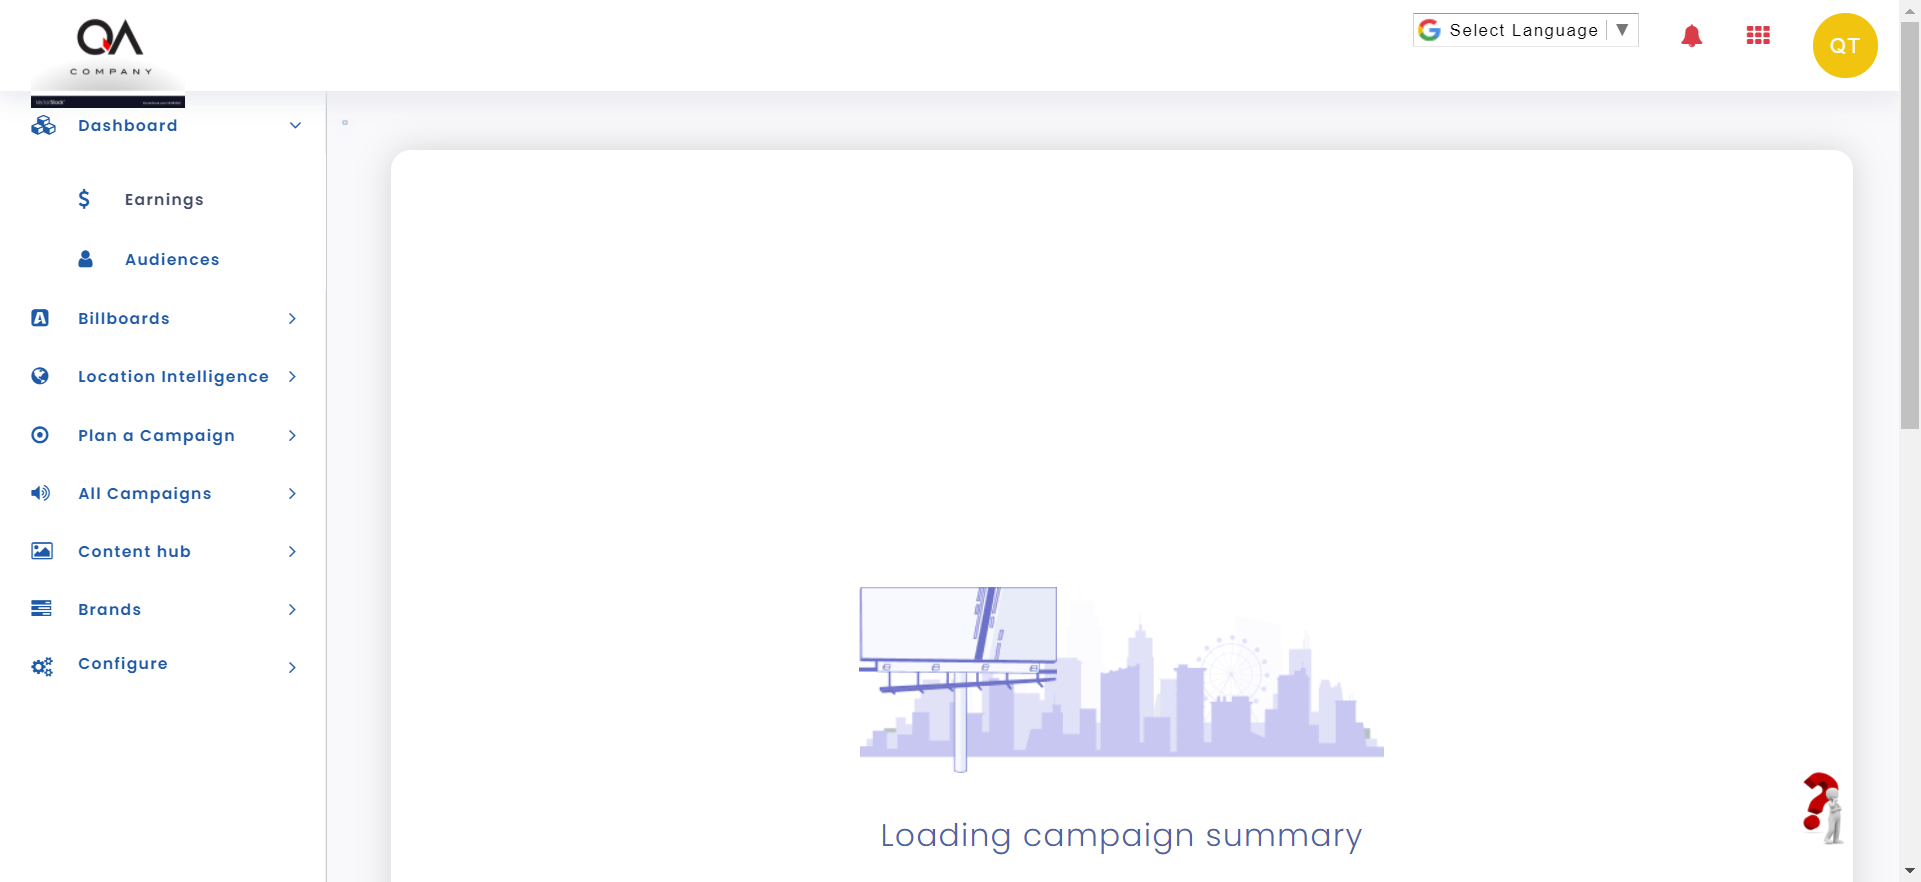 QA
COMPANY
Select Language ▼
QT
Dashboard
Earnings
Audiences
Billboards
Location Intelligence
Plan a Campaign
All Campaigns
Content hub
Brands
Configure
Loading campaign summary